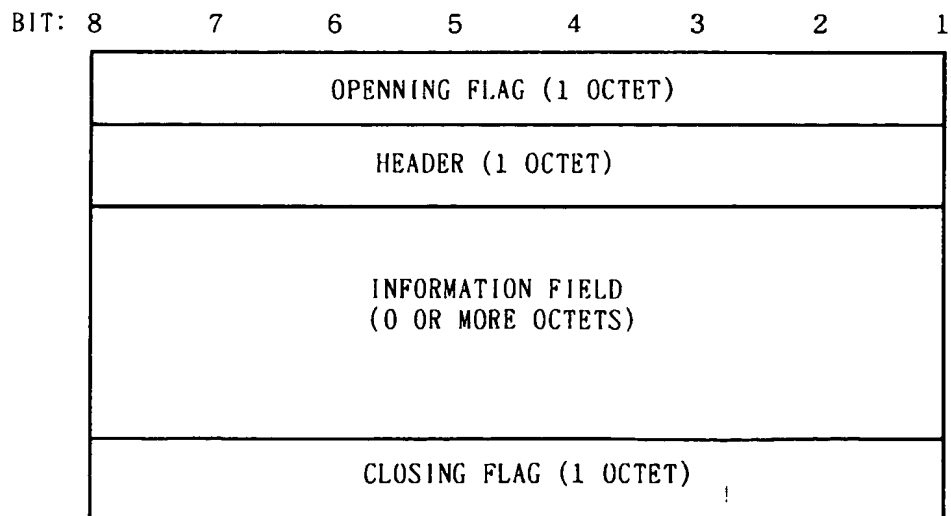 BIT: 8 7 6 5 4 3 2 1
OPENNING FLAG (1 OCTET)
HEADER (1 OCTET)
INFORMATION FIELD
(0 OR MORE OCTETS)
CLOSING FLAG (1 OCTET)